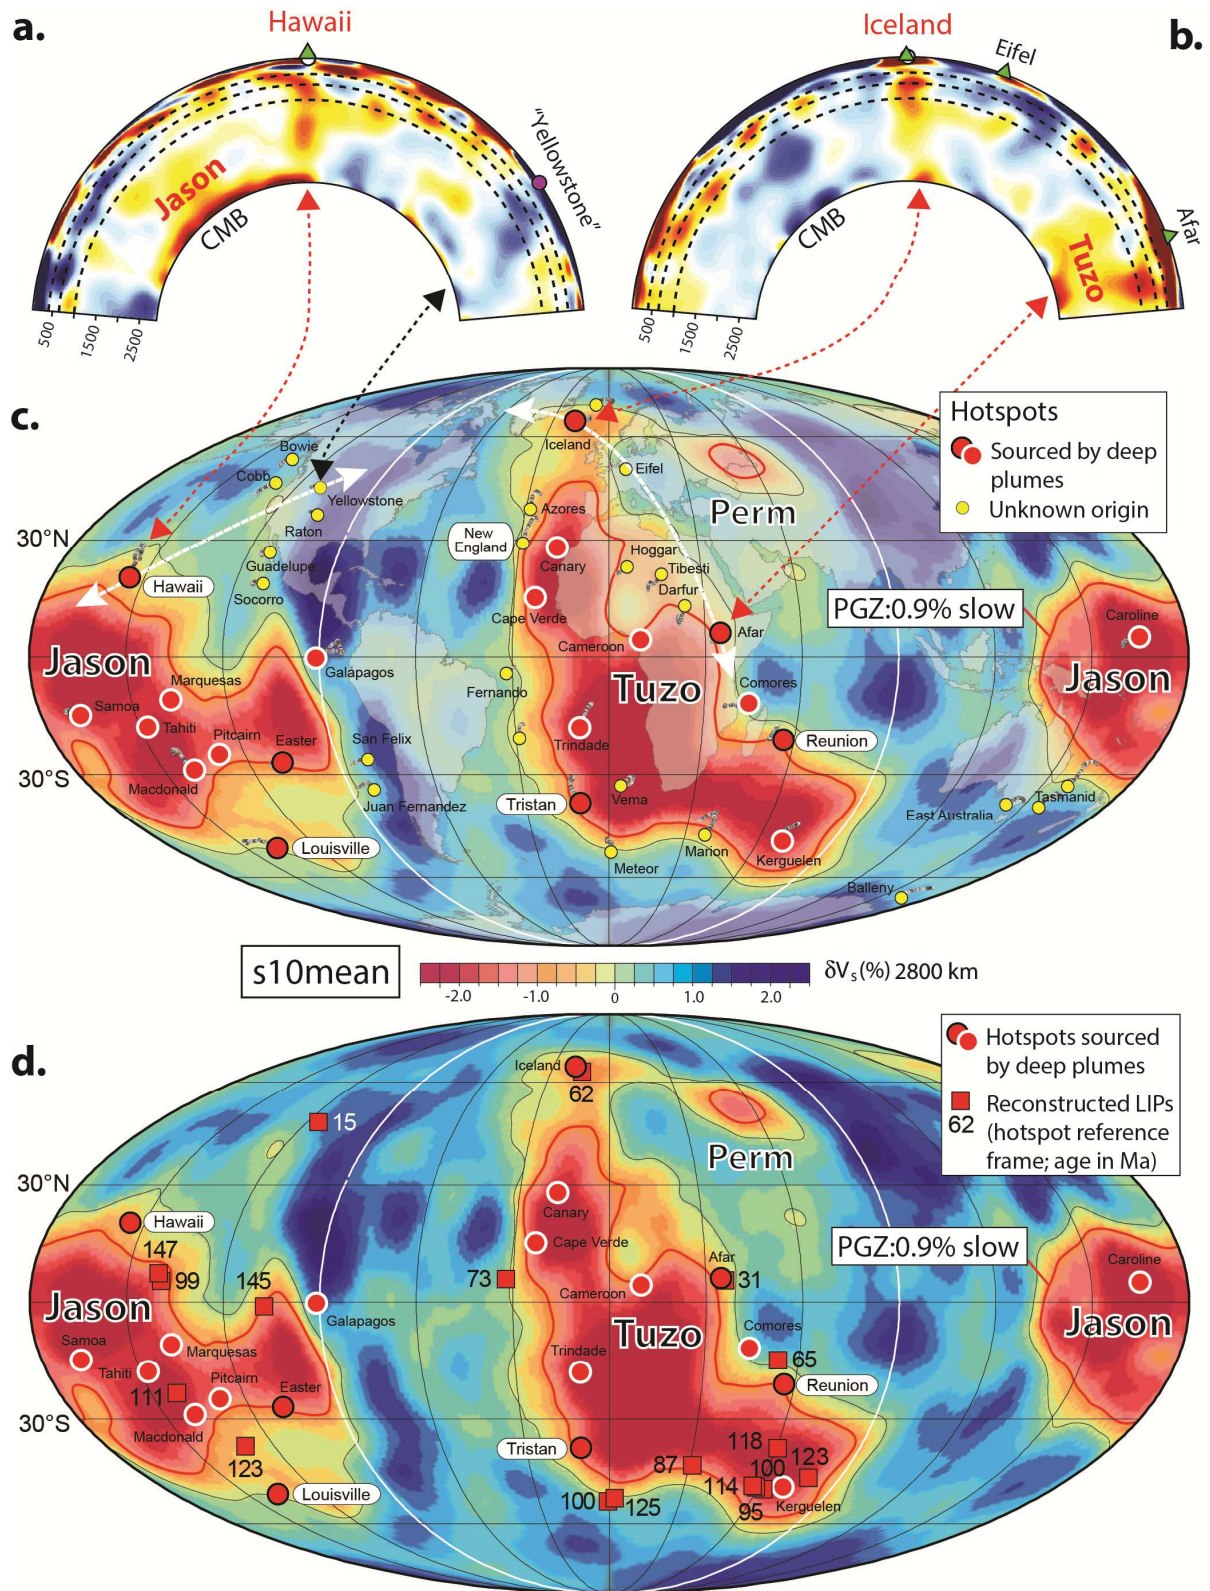 a.
Hawaii
Iceland
b.
Eifel
"Yellowstone"
Afar
Jason
CMB
CMB
Tuzo
500
1500
2500
500
1500
2500
c.
Hotspots
Sourced by deep
plumes
Unknown origin
Iceland
Bowie
Cobb
Eifel
Yellowstone
Azores
Perm
Raton
New
England
30°N
Canary
Hoggar
Guadelupe
Tibesti
Hawaii
Darfur
Socorro
Cape Verde
PGZ:0.9% slow
Caroline
Afar
Cameroon
Jason
Galapagos
Marquesas
Fernando
Tuzo
Comores
Jason
Samoa
Tahiti
Pitcairn
Easter
San Felix
Trindade
Reunion
30°S
Macdonald
Juan Fernandez
Tristan
Vema
Tasmanid
East Australia
Louisville
Marion
Meteor
Kerguelen
Balleny
s10mean
-2.0
-1.0
0
1.0
2.0
δVs(%) 2800 km
d.
Hotspots sourced
by deep plumes
Reconstructed LIPs
62
(hotspot reference
frame; age in Ma)
Iceland
62
15
Perm
30°N
Canary
Hawaii
Cape Verde
PGZ:0.9% slow
147
99
73
Afar
31
Caroline
145
Cameroon
Jason
Galapagos
Comores
Tuzo
Jason
Samoa
Marquesas
Trindade
65
Tahiti
Pitcairn
Easter
Reunion
111
30°S
Macdonald
Tristan
118
123
123
87
100
114
Louisville
100
125
95
Kerguelen